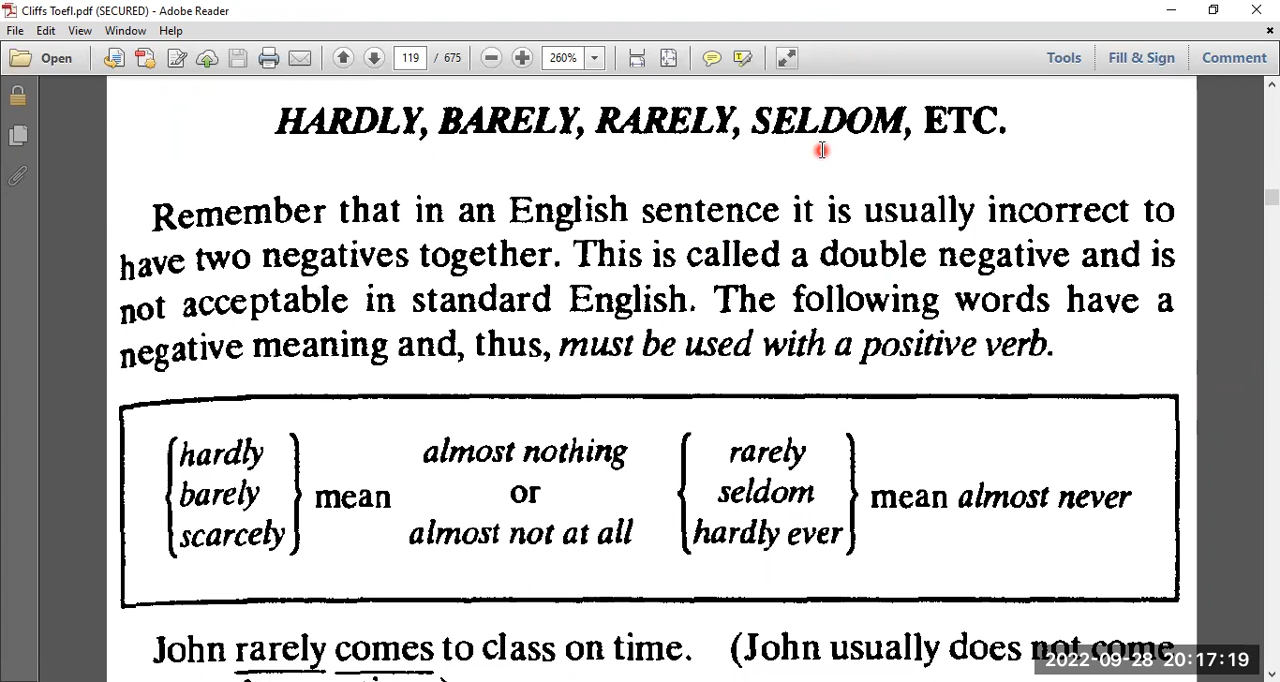 Cliffs Toefl.pdf (SECURED) - Adobe Reader
File Edit View Window Help
Open 119 / 675 260% Tools Fill & Sign Comment
HARDLY, BARELY, RARELY, SELDOM, ETC.
Remember that in an English sentence it is usually incorrect to
have two negatives together. This is called a double negative and is
not acceptable in standard English. The following words have a
negative meaning and, thus, must be used with a positive verb.
hardly almost nothing rarely
barely mean or seldom mean almost never
scarcely almost not at all hardly ever
John rarely comes to class on time. (John usually does not come
2022-09-28 20:17:19